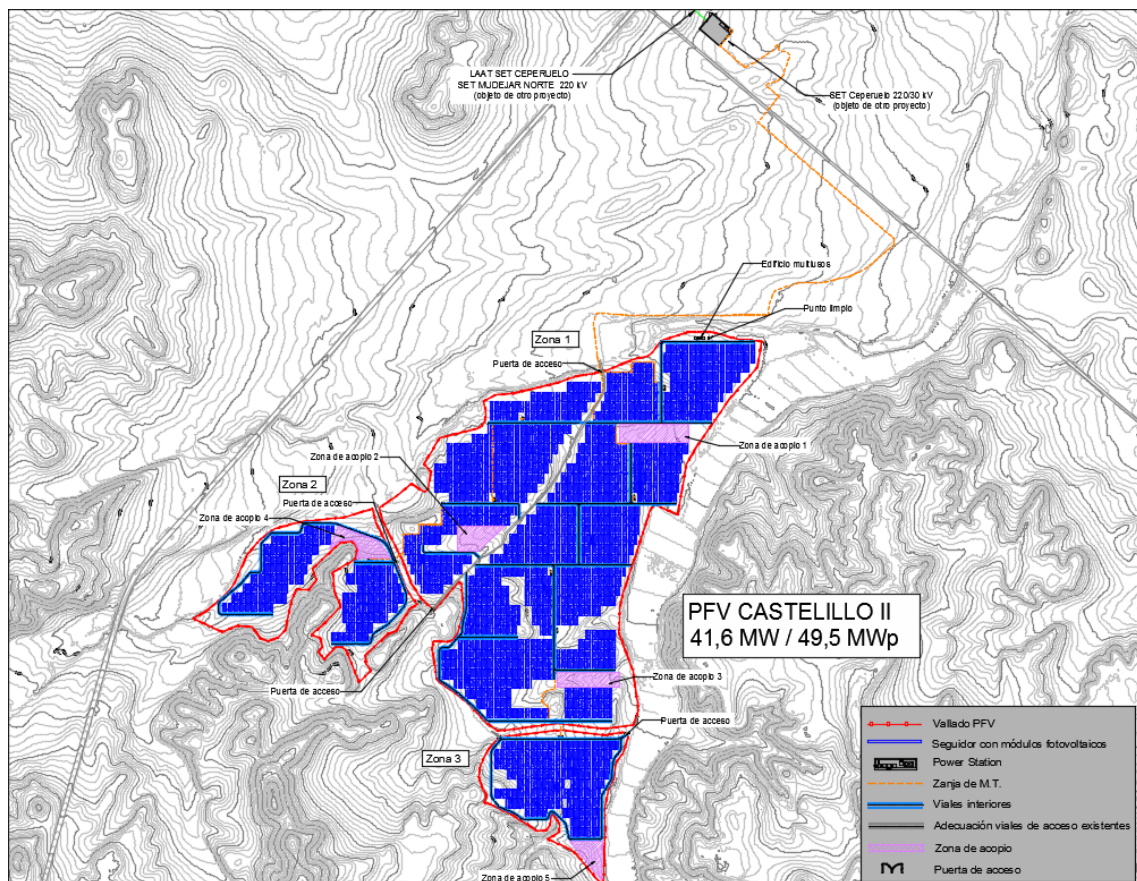 LAAT SET CEPERUELO
SET MUDEJAR NORTE 220 kV
(objeto de otro proyecto)
SET Ceperuelo 220/30 kV
(objeto de otro proyecto)
Edificio multiusos
Punto limpio
Zona 1
Puerta de acceso
Zona de acopio 1
Zona de acopio 2
Zona 2
Puerta de acceso
Zona de acopio 4
PFV CASTELILLO II
41,6 MW / 49,5 MWp
Zona de acopio 3
Puerta de acceso
Puerta de acceso
Zona 3
Zona de acopio 5
Vallado PFV
Seguidor con módulos fotovoltaicos
Power Station
Zanja de M.T.
Viales interiores
Adecuación viales de acceso existentes
Zona de acopio
Puerta de acceso